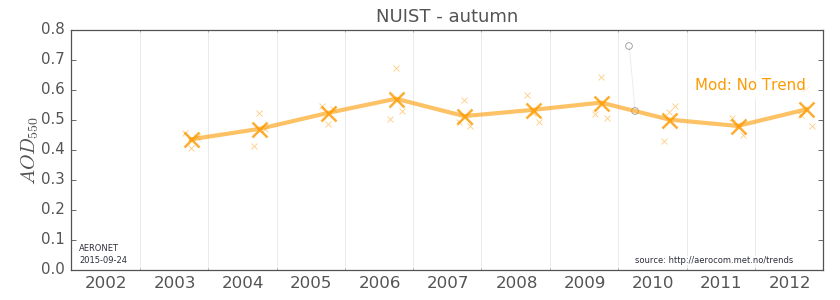 NUIST - autumn
0.8
0.7
0.6
0.5
0.4
0.3
0.2
0.1
0.0
AOD550
Mod: No Trend
AERONET
2015-09-24
source: http://aerocom.met.no/trends
2002 2003 2004 2005 2006 2007 2008 2009 2010 2011 2012